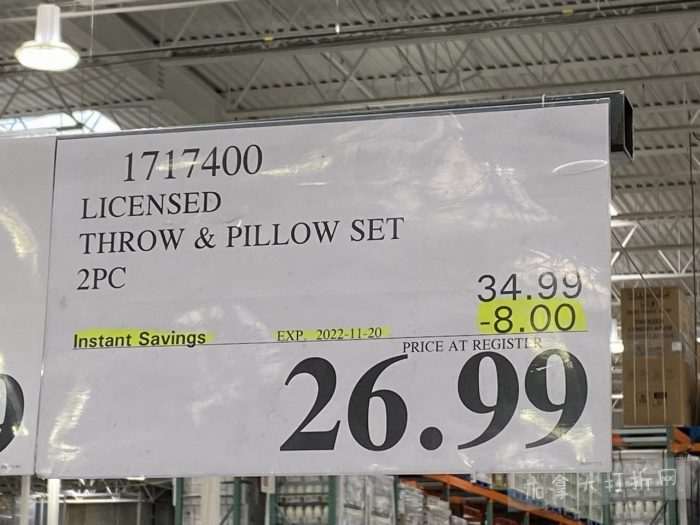 1717400
LICENSED
THROW & PILLOW SET
2PC
34.99
-8.00
Instant Savings EXP. 2022-11-20
PRICE AT REGISTER
26.99
加拿大打折网